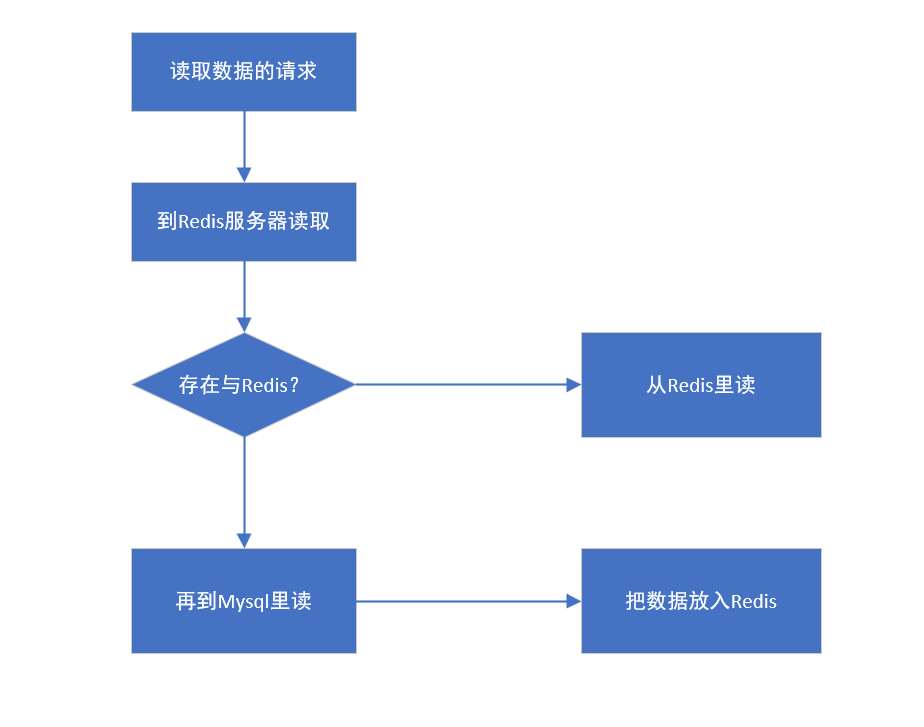 读取数据的请求
到Redis服务器读取
存在与Redis？
从Redis里读
再到Mysql里读
把数据放入Redis